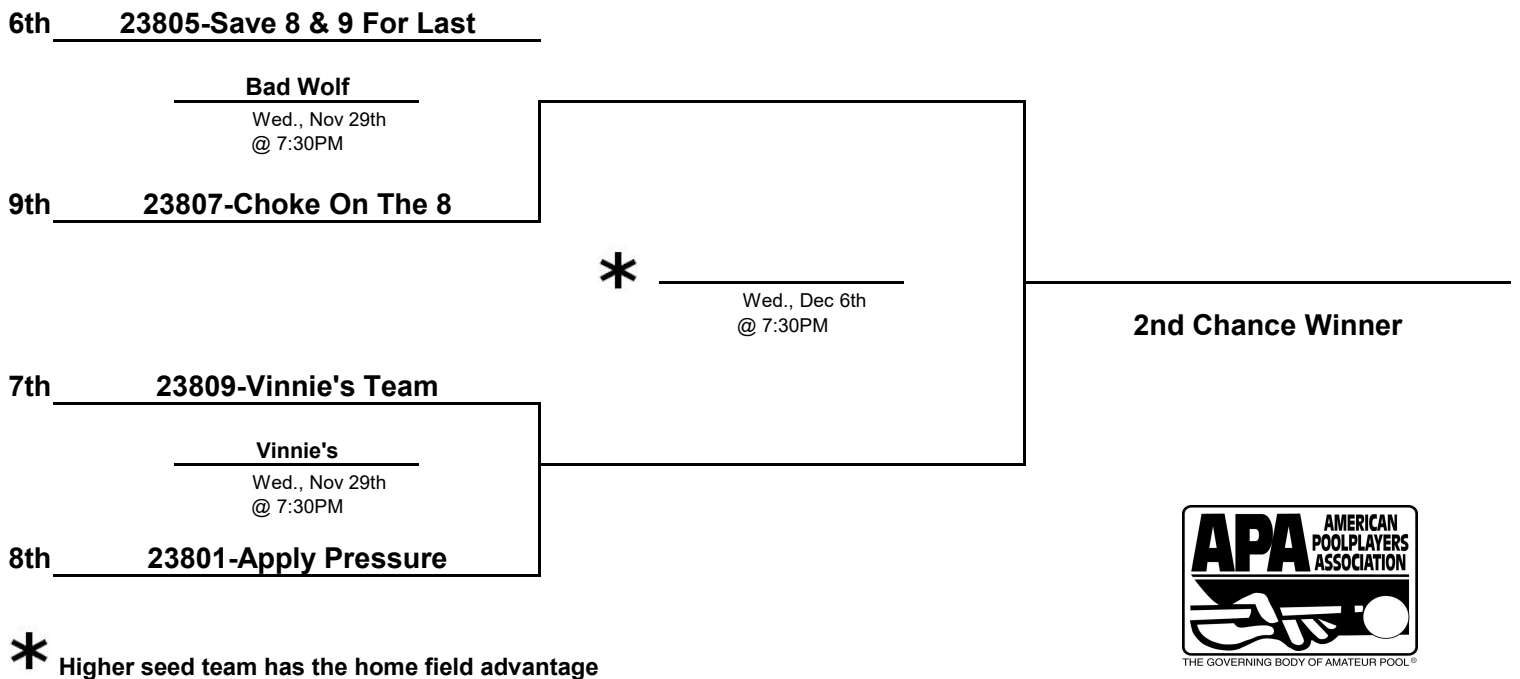 6th 23805-Save 8 & 9 For Last
Bad Wolf
Wed., Nov 29th
@ 7:30PM
9th 23807-Choke On The 8
*
Wed., Dec 6th
@ 7:30PM
2nd Chance Winner
7th 23809-Vinnie's Team
Vinnie's
Wed., Nov 29th
@ 7:30PM
8th 23801-Apply Pressure
APA AMERICAN
POOLPLAYERS
ASSOCIATION
THE GOVERNING BODY OF AMATEUR POOL®
* Higher seed team has the home field advantage